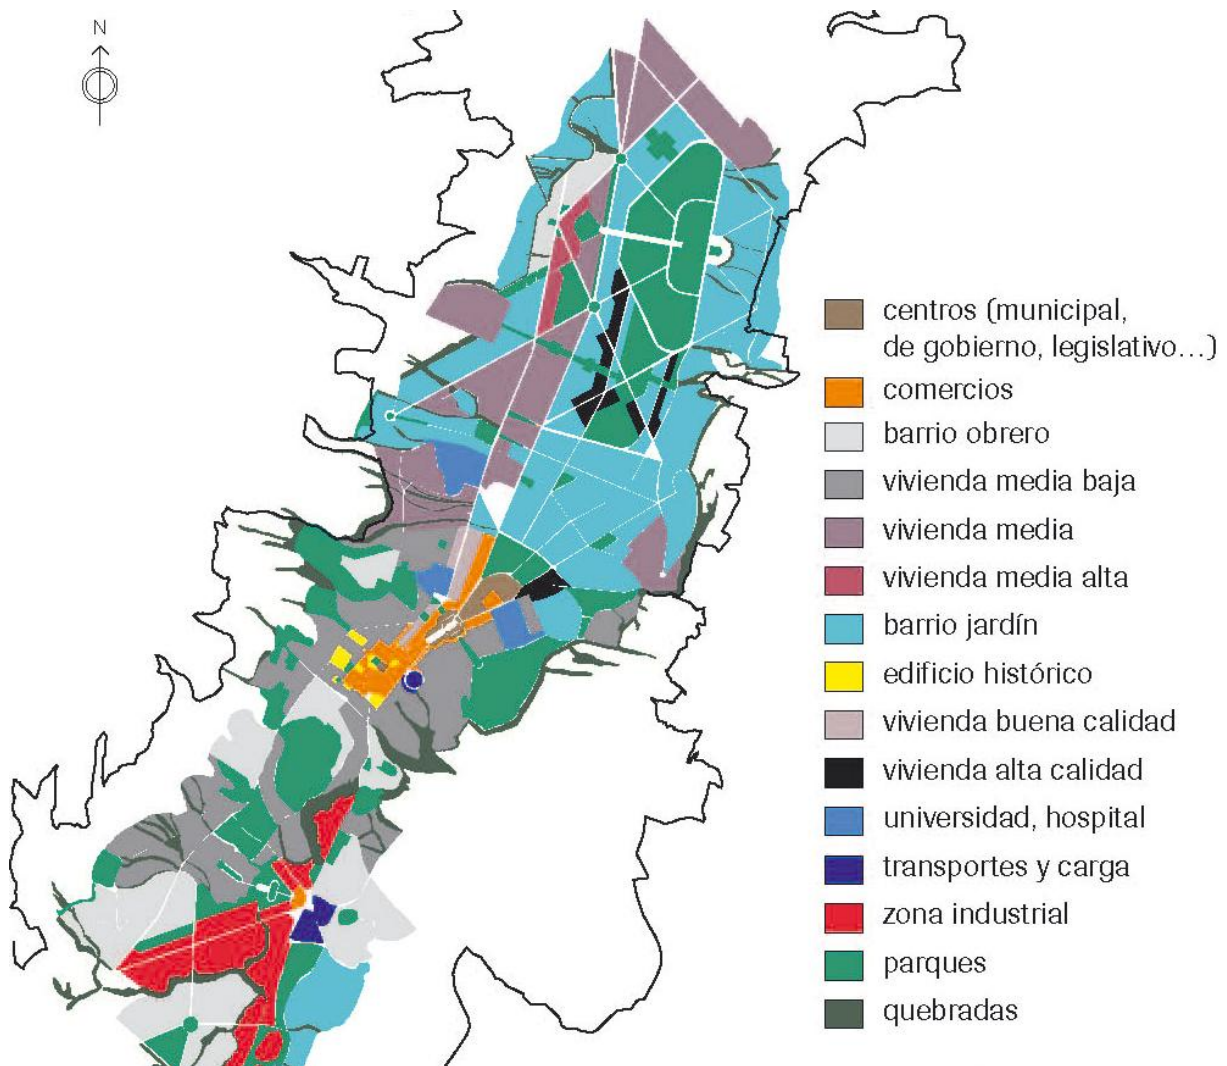 N
centros (municipal,
de gobierno, legislativo...)
comercios
barrio obrero
vivienda media baja
vivienda media
vivienda media alta
barrio jardín
edificio histórico
vivienda buena calidad
vivienda alta calidad
universidad, hospital
transportes y carga
zona industrial
parques
quebradas